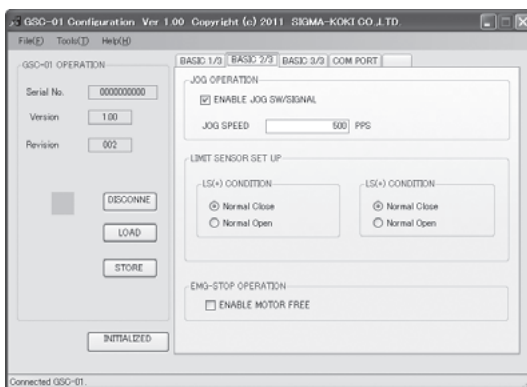 GSC-01 Configuration Ver 1.00 Copyright (c) 2011 SIGMA-KOKI CO.,LTD.
File(F) Tools(T) Help(H)
GSC-01 OPERATION
Serial No. 0000000000
Version 1.00
Revision 002
DISCONNE
LOAD
STORE
INITIALIZED
BASIC 1/3 BASIC 2/3 BASIC 3/3 COM PORT
JOG OPERATION
ENABLE JOG SW/SIGNAL
JOG SPEED 500 PPS
LIMIT SENSOR SET UP
LS(+) CONDITION
Normal Close
Normal Open
LS(+) CONDITION
Normal Close
Normal Open
EMG-STOP OPERATION
ENABLE MOTOR FREE
Connected GSC-01.